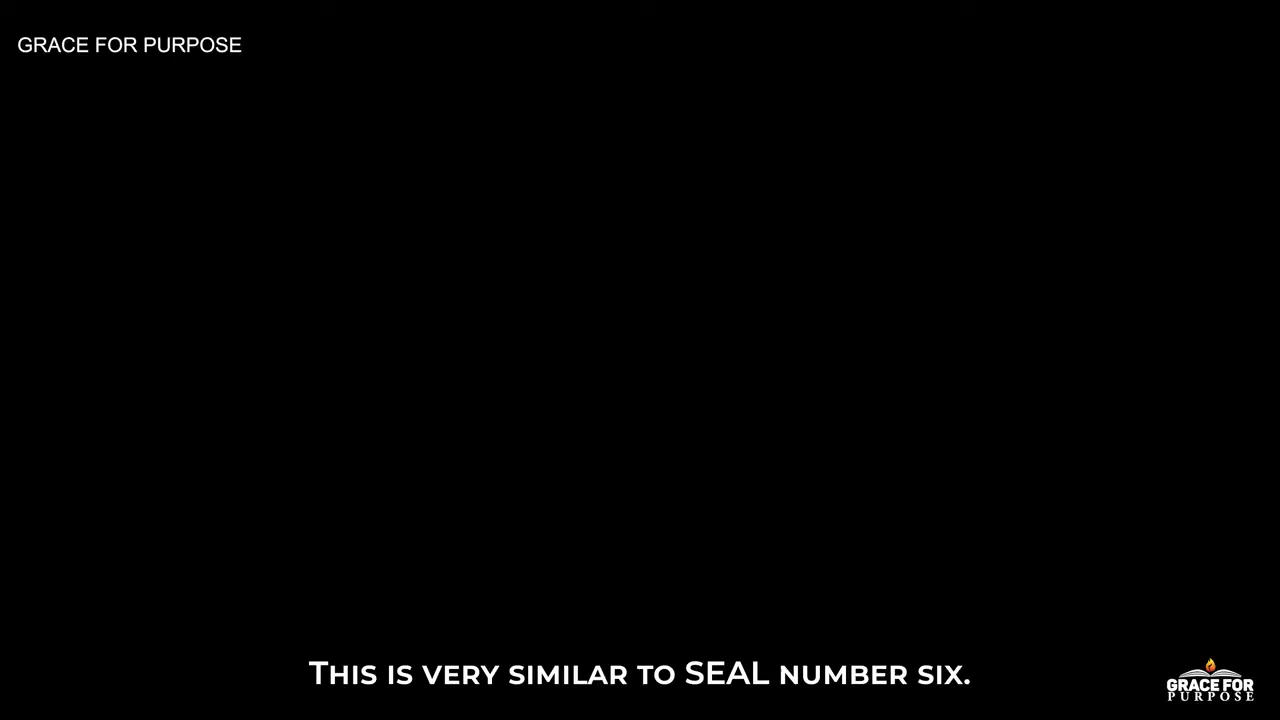 GRACE FOR PURPOSE
This is very similar to SEAL number six.
GRACE FOR
PURPOSE